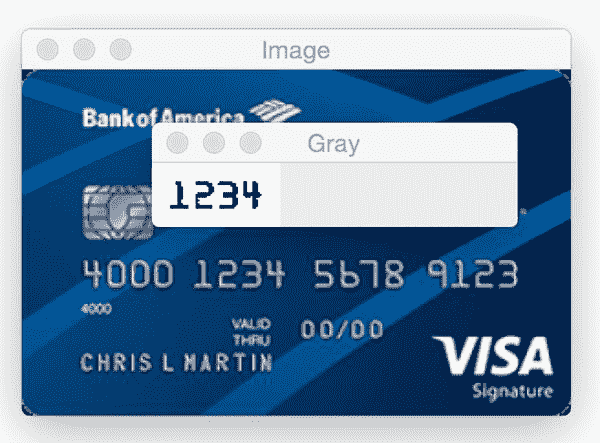 Image
Bank of America
Gray
1234
4000 1234 5678 9123
4000
VALID
THRU
00/00
CHRIS L MARTIN
VISA
Signature